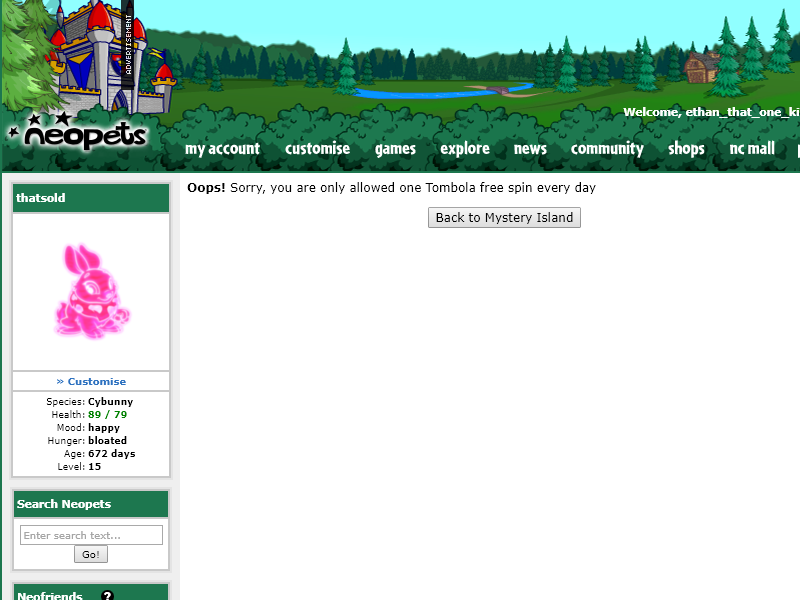 ADVERTISEMENT
Welcome, ethan_that_one_ki
neopets
my account customise games explore news community shops nc mall
thatsold
Oops! Sorry, you are only allowed one Tombola free spin every day
Back to Mystery Island
» Customise
Species: Cybunny
Health: 89 / 79
Mood: happy
Hunger: bloated
Age: 672 days
Level: 15
Search Neopets
Enter search text...
Go!
Neofriends ?